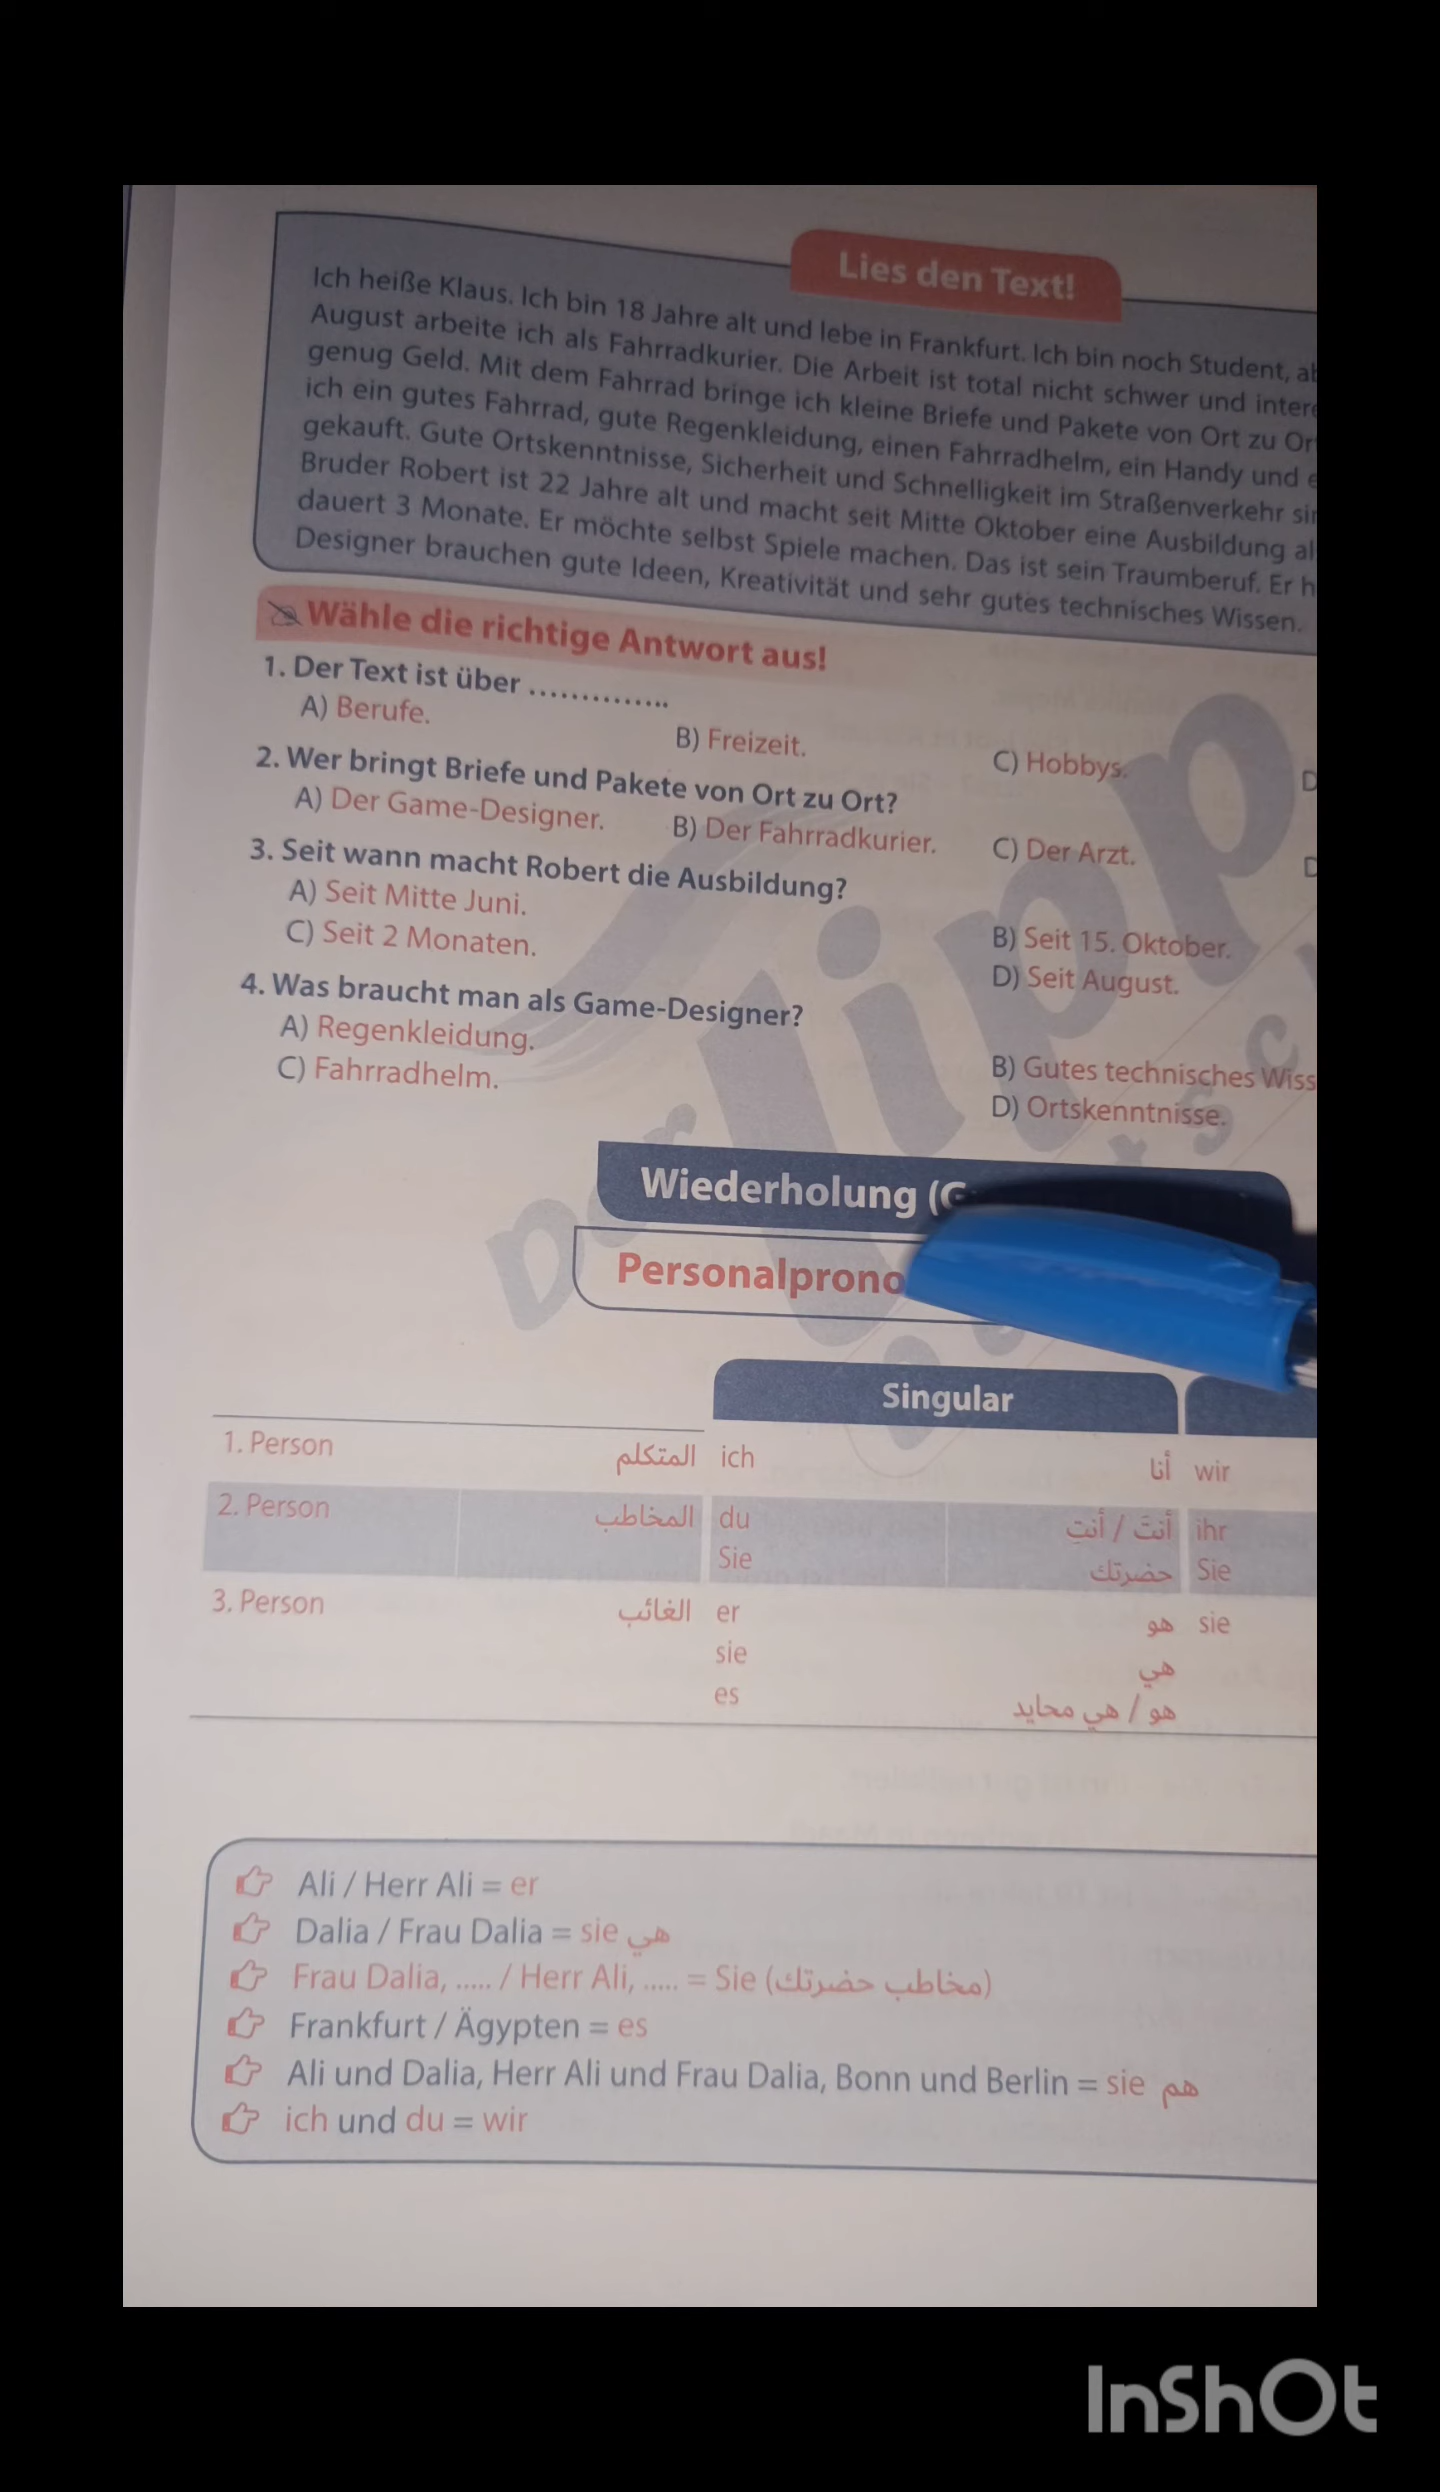 Lies den Text!
Ich heiße Klaus. Ich bin 18 Jahre alt und lebe in Frankfurt. Ich bin noch Student,
August arbeite ich als Fahrradkurier. Die Arbeit ist total nicht schwer und
genug Geld. Mit dem Fahrrad bringe ich kleine Briefe und Pakete von Ort zu
ich ein gutes Fahrrad, gute Regenkleidung, einen Fahrradhelm, ein Handy und
gekauft. Gute Ortskenntnisse, Sicherheit und Schnelligkeit im Straßenverkehr
Bruder Robert ist 22 Jahre alt und macht seit Mitte Oktober eine Ausbildung
dauert 3 Monate. Er möchte selbst Spiele machen. Das ist sein Traumberuf. Er
Designer brauchen gute Ideen, Kreativität und sehr gutes technisches Wissen.
Wähle die richtige Antwort aus!
1. Der Text ist über ..............
A) Berufe. B) Freizeit. C) Hobbys. D
2. Wer bringt Briefe und Pakete von Ort zu Ort?
A) Der Game-Designer. B) Der Fahrradkurier. C) Der Arzt. D
3. Seit wann macht Robert die Ausbildung?
A) Seit Mitte Juni. B) Seit 15. Oktober.
C) Seit 2 Monaten. D) Seit August.
4. Was braucht man als Game-Designer?
A) Regenkleidung. B) Gutes technisches Wiss
C) Fahrradhelm. D) Ortskenntnisse.
Der Tipp
Wiederholung (G
Personalprono
Singular
1. Person المتكلم ich أنا wir
2. Person المخاطب du أنتَ / أنتِ ihr
Sie حضرتك Sie
3. Person الغائب er هو sie
sie هي
es هو / هي محايد
Ali / Herr Ali = er
Dalia / Frau Dalia = sie هي
Frau Dalia, ..... / Herr Ali, ..... = Sie (مخاطب حضرتك)
Frankfurt / Ägypten = es
Ali und Dalia, Herr Ali und Frau Dalia, Bonn und Berlin = sie هم
ich und du = wir
InShOt